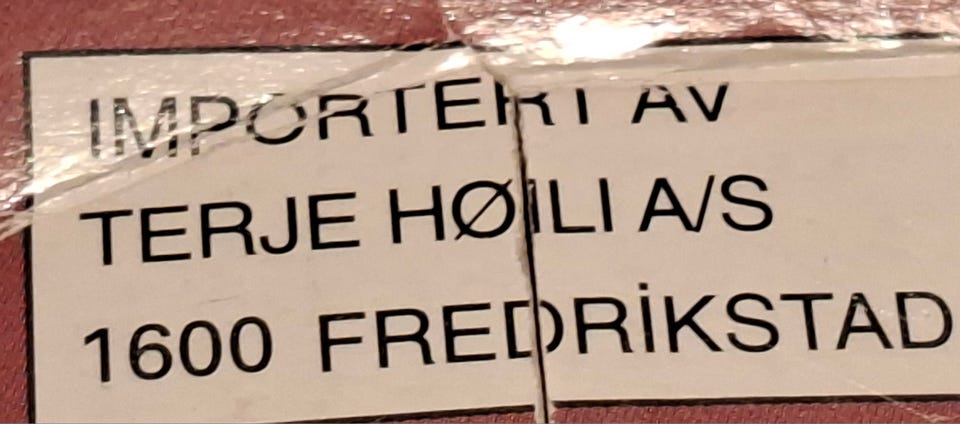 IMPORTERT AV
TERJE HØILI A/S
1600 FREDRİKSTAD